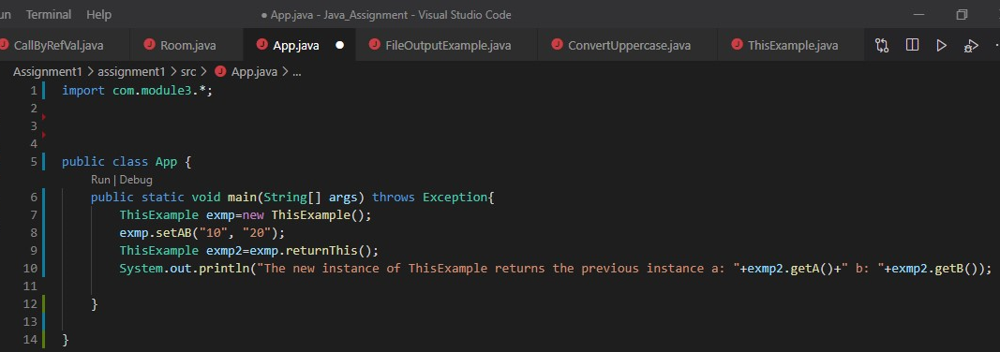 un Terminal Help ● App.java - Java_Assignment - Visual Studio Code
J CallByRefVal.java J Room.java J App.java ● J FileOutputExample.java J ConvertUppercase.java J ThisExample.java
Assignment1 > assignment1 > src > J App.java > ...
1 import com.module3.*;
2
3
4
5 public class App {
Run | Debug
6 public static void main(String[] args) throws Exception{
7 ThisExample exmp=new ThisExample();
8 exmp.setAB("10", "20");
9 ThisExample exmp2=exmp.returnThis();
10 System.out.println("The new instance of ThisExample returns the previous instance a: "+exmp2.getA()+" b: "+exmp2.getB());
11
12 }
13
14 }